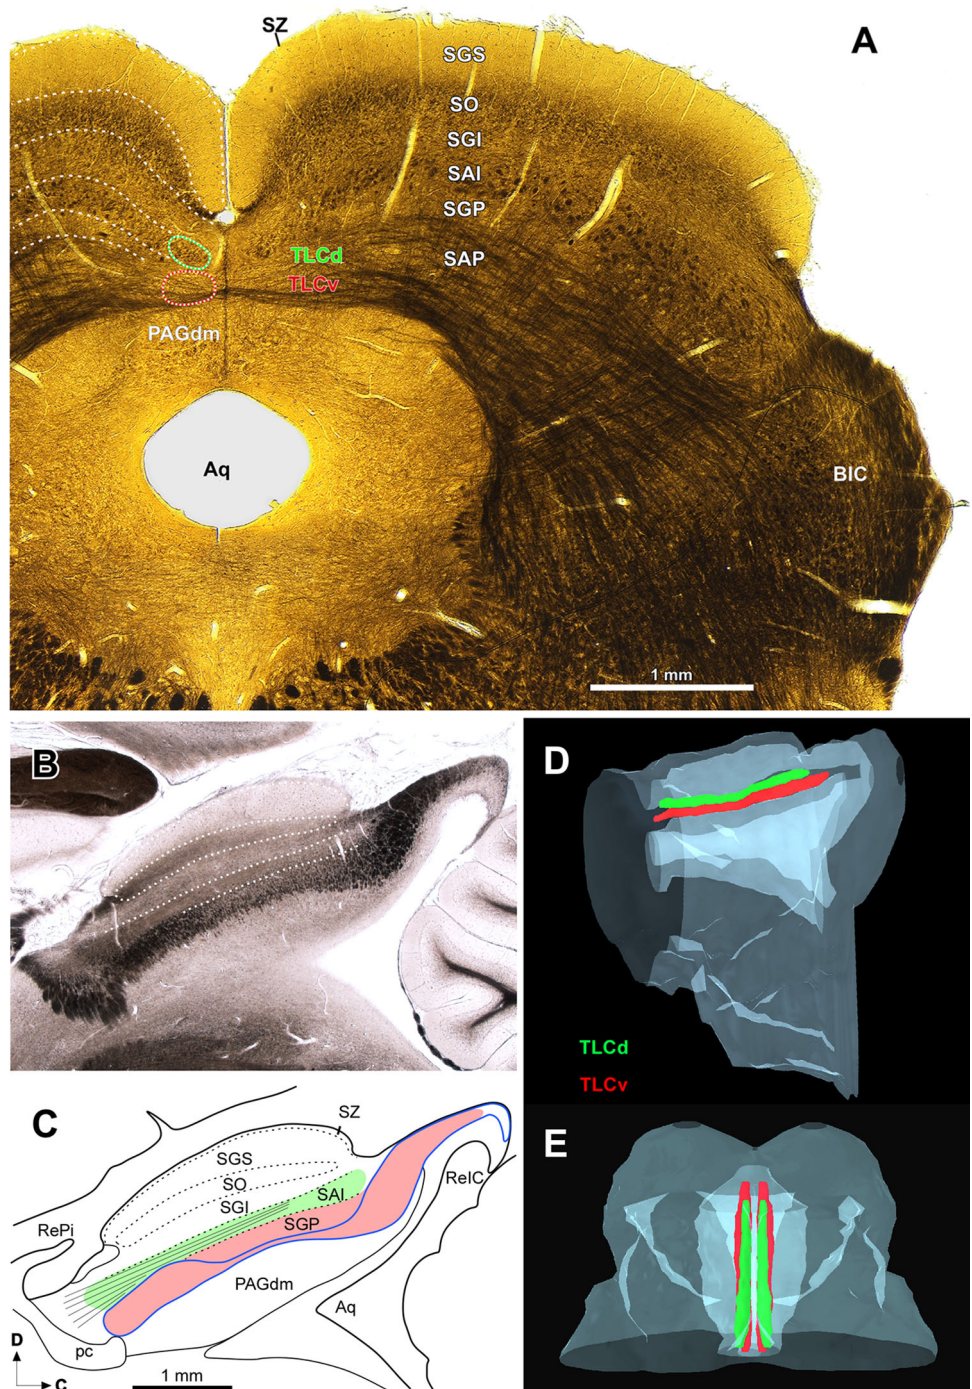 SZ
A
SGS
SO
SGI
SAI
SGP
TLCd
SAP
TLCv
PAGdm
Aq
BIC
1 mm
B
D
TLCd
TLCv
C
SZ
SGS
SO
SAI
ReIC
SGI
SGP
RePi
PAGdm
Aq
pc
D
C
1 mm
E